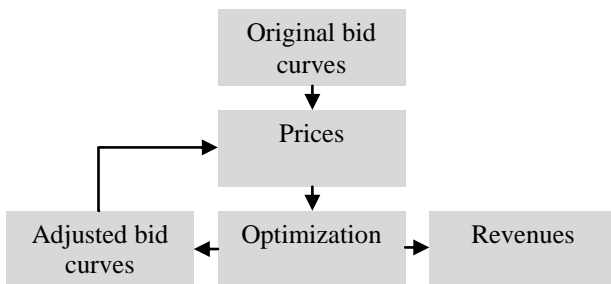 Original bid
curves
Prices
Adjusted bid
curves
Optimization
Revenues